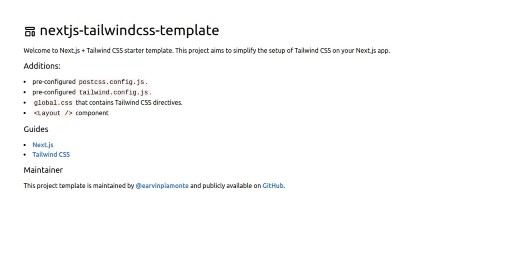 nextjs-tailwindcss-template
Welcome to Next.js + Tailwind CSS starter template. This project aims to simplify the setup of Tailwind CSS on your Next.js app.
Additions:
• pre-configured postcss.config.js.
• pre-configured tailwind.config.js.
• global.css that contains Tailwind CSS directives.
• <Layout /> component
Guides
• Next.js
• Tailwind CSS
Maintainer
This project template is maintained by @earvinpiamonte and publicly available on GitHub.